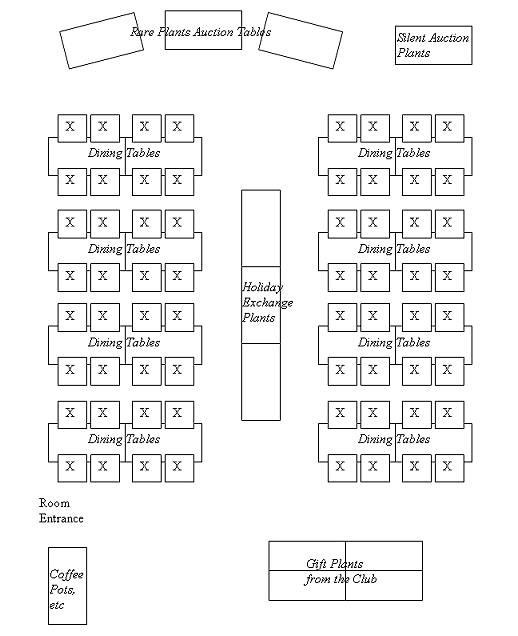 Rare Plants Auction Tables
Silent Auction
Plants
X X X X
X X X X
Dining Tables
Dining Tables
X X X X
X X X X
X X X X
X X X X
Dining Tables
Dining Tables
X X X X
X X X X
Holiday
Exchange
Plants
X X X X
X X X X
Dining Tables
Dining Tables
X X X X
X X X X
X X X X
X X X X
Dining Tables
Dining Tables
X X X X
X X X X
Room
Entrance
Coffee
Pots,
etc
Gift Plants
from the Club